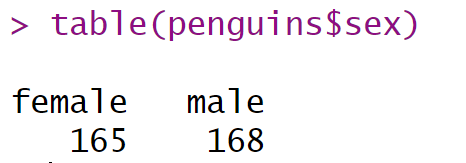 > table(penguins$sex)
female   male
   165    168